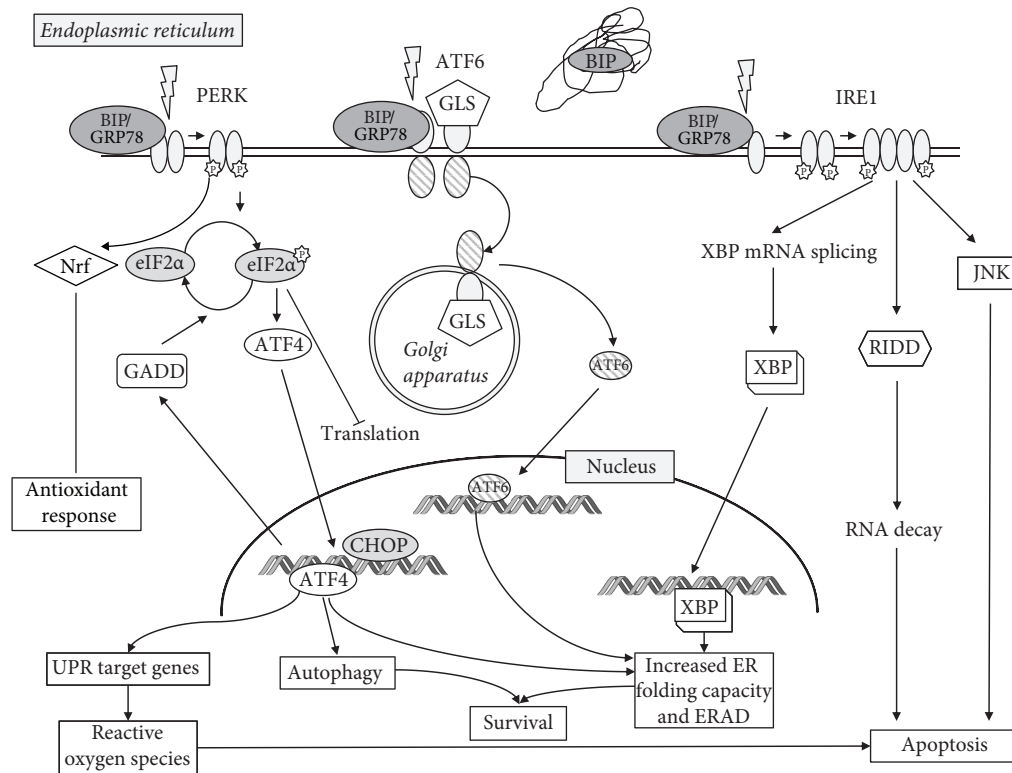 Endoplasmic reticulum
PERK
ATF6
GLS
BIP
IRE1
BIP/
GRP78
BIP/
GRP78
BIP/
GRP78
P
P
P
P
P
P
Nrf
eIF2α
eIF2α
P
ATF4
GADD
Translation
Golgi
apparatus
GLS
ATF6
XBP mRNA splicing
XBP
RIDD
JNK
Antioxidant
response
Nucleus
ATF6
CHOP
ATF4
XBP
RNA decay
UPR target genes
Autophagy
Increased ER
folding capacity
and ERAD
Survival
Reactive
oxygen species
Apoptosis